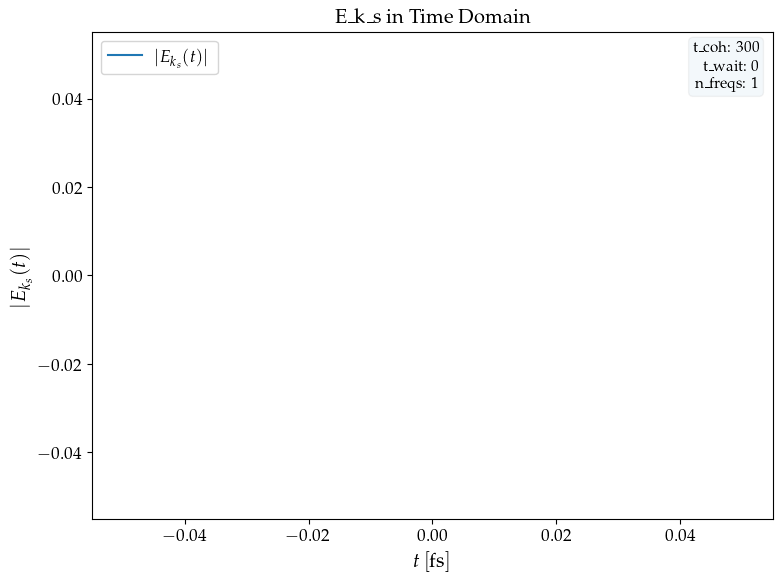 E_k_s in Time Domain
|E_{k_s}(t)|
t_coh: 300
t_wait: 0
n_freqs: 1
|E_{k_s}(t)|
0.04
0.02
0.00
−0.02
−0.04
−0.04 −0.02 0.00 0.02 0.04
t [fs]